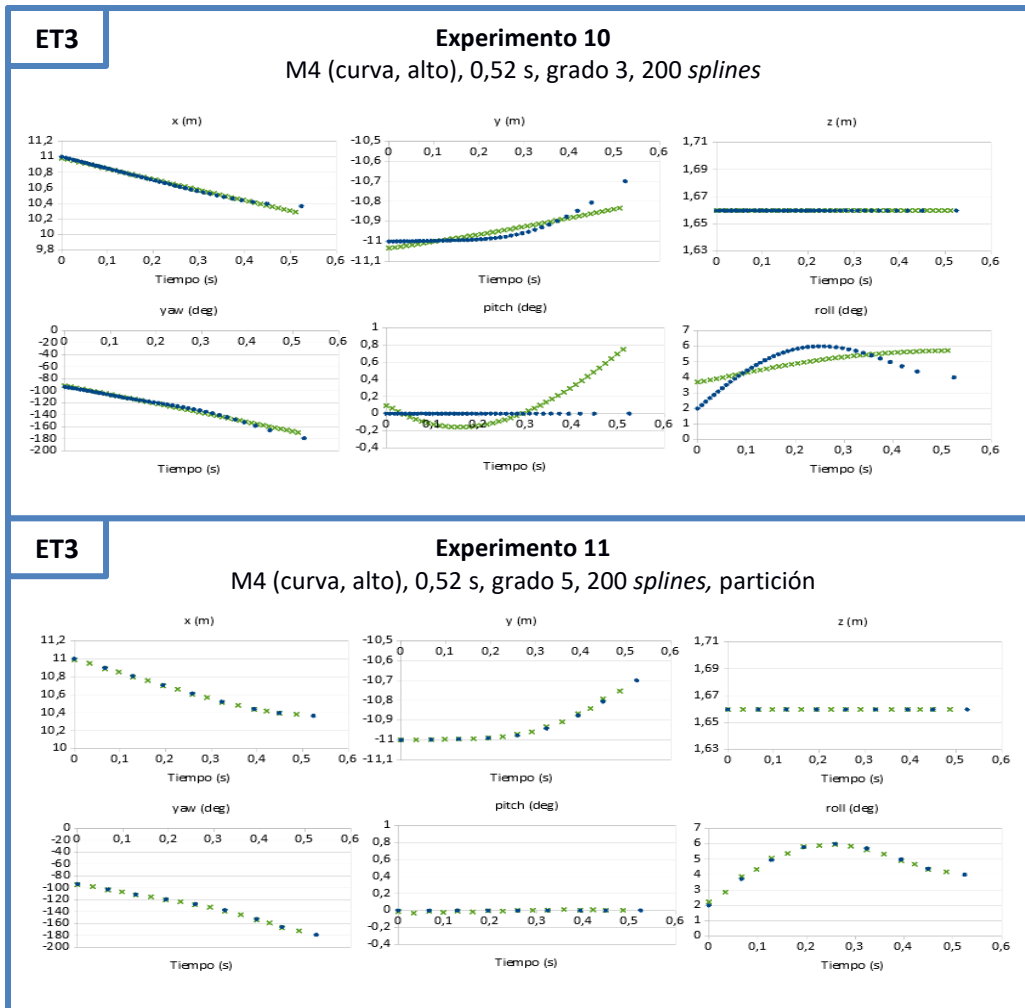 ET3
Experimento 10
M4 (curva, alto), 0,52 s, grado 3, 200 splines
x (m)
11,2
11
10,8
10,6
10,4
10,2
10
9,8
0 0,1 0,2 0,3 0,4 0,5 0,6
Tiempo (s)
y (m)
-10,5
-10,6
-10,7
-10,8
-10,9
-11
-11,1
0 0,1 0,2 0,3 0,4 0,5 0,6
Tiempo (s)
z (m)
1,71
1,69
1,67
1,65
1,63
0 0,1 0,2 0,3 0,4 0,5 0,6
Tiempo (s)
yaw (deg)
0
-20
-40
-60
-80
-100
-120
-140
-160
-180
-200
0 0,1 0,2 0,3 0,4 0,5 0,6
Tiempo (s)
pitch (deg)
1
0,8
0,6
0,4
0,2
0
-0,2
-0,4
0 0,1 0,2 0,3 0,4 0,5 0,6
Tiempo (s)
roll (deg)
7
6
5
4
3
2
1
0
0 0,1 0,2 0,3 0,4 0,5 0,6
Tiempo (s)
ET3
Experimento 11
M4 (curva, alto), 0,52 s, grado 5, 200 splines, partición
x (m)
11,2
11
10,8
10,6
10,4
10,2
10
0 0,1 0,2 0,3 0,4 0,5 0,6
Tiempo (s)
y (m)
-10,5
-10,6
-10,7
-10,8
-10,9
-11
-11,1
0 0,1 0,2 0,3 0,4 0,5 0,6
Tiempo (s)
z (m)
1,71
1,69
1,67
1,65
1,63
0 0,1 0,2 0,3 0,4 0,5 0,6
Tiempo (s)
yaw (deg)
0
-20
-40
-60
-80
-100
-120
-140
-160
-180
-200
0 0,1 0,2 0,3 0,4 0,5 0,6
Tiempo (s)
pitch (deg)
1
0,8
0,6
0,4
0,2
0
-0,2
-0,4
0 0,1 0,2 0,3 0,4 0,5 0,6
Tiempo (s)
roll (deg)
7
6
5
4
3
2
1
0
0 0,1 0,2 0,3 0,4 0,5 0,6
Tiempo (s)